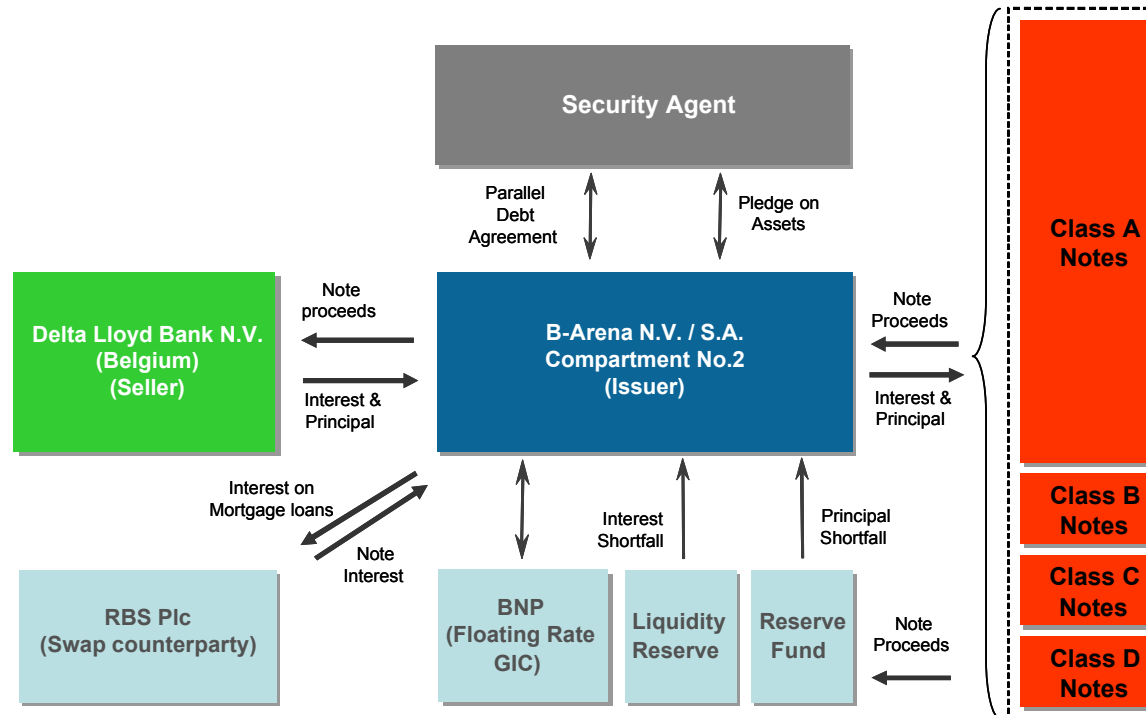 Security Agent
Parallel
Debt
Agreement
Pledge on
Assets
Class A
Notes
Delta Lloyd Bank N.V.
(Belgium)
(Seller)
Note
proceeds
Interest &
Principal
B-Arena N.V. / S.A.
Compartment No.2
(Issuer)
Note
Proceeds
Interest &
Principal
Interest on
Mortgage loans
Note
Interest
Interest
Shortfall
Principal
Shortfall
Class B
Notes
RBS Plc
(Swap counterparty)
BNP
(Floating Rate
GIC)
Liquidity
Reserve
Reserve
Fund
Note
Proceeds
Class C
Notes
Class D
Notes